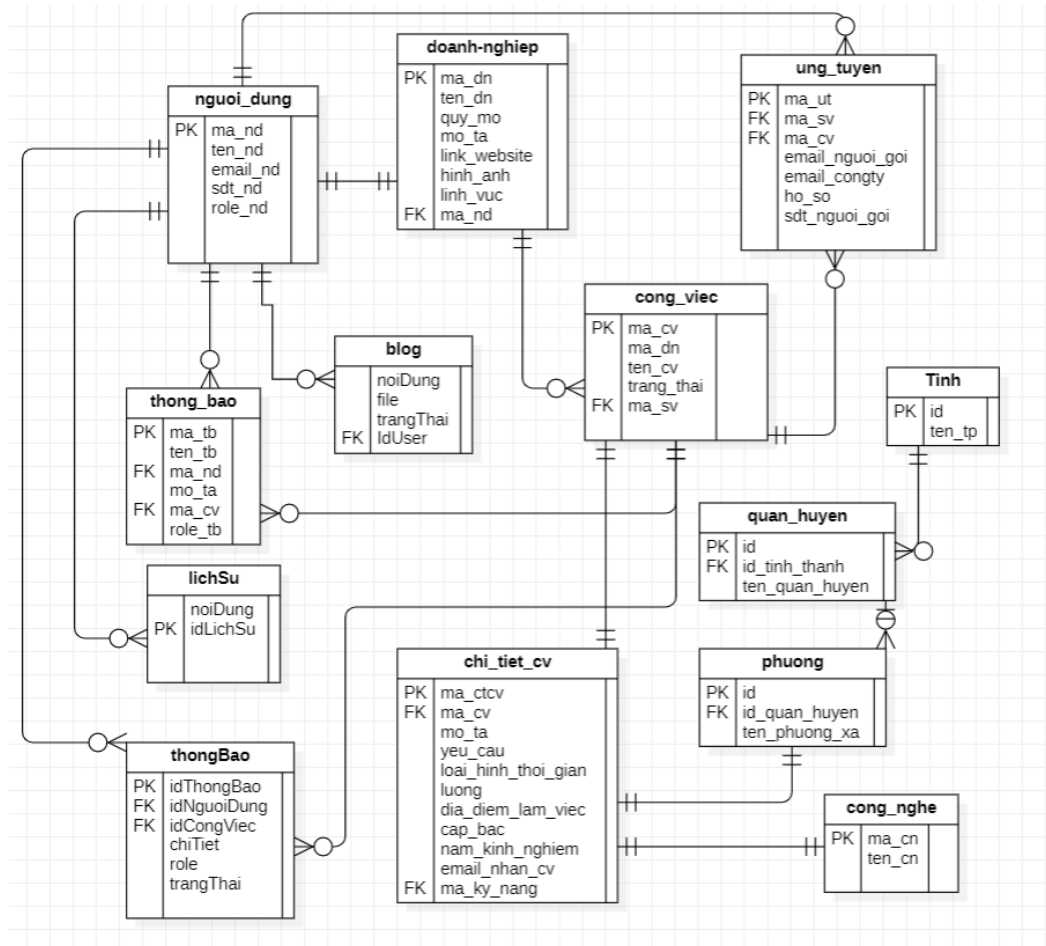 doanh-nghiep
PK ma_dn
ten_dn
quy_mo
mo_ta
link_website
hinh_anh
linh_vuc
FK ma_nd
ung_tuyen
PK ma_ut
FK ma_sv
FK ma_cv
email_nguoi_goi
email_congty
ho_so
sdt_nguoi_goi
nguoi_dung
PK ma_nd
ten_nd
email_nd
sdt_nd
role_nd
cong_viec
PK ma_cv
ma_dn
ten_cv
trang_thai
FK ma_sv
blog
noiDung
file
trangThai
FK IdUser
Tinh
PK id
ten_tp
thong_bao
PK ma_tb
ten_tb
FK ma_nd
mo_ta
FK ma_cv
role_tb
quan_huyen
PK id
FK id_tinh_thanh
ten_quan_huyen
lichSu
noiDung
PK idLichSu
chi_tiet_cv
PK ma_ctcv
FK ma_cv
mo_ta
yeu_cau
loai_hinh_thoi_gian
luong
dia_diem_lam_viec
cap_bac
nam_kinh_nghiem
email_nhan_cv
FK ma_ky_nang
phuong
PK id
FK id_quan_huyen
ten_phuong_xa
thongBao
PK idThongBao
FK idNguoiDung
FK idCongViec
chiTiet
role
trangThai
cong_nghe
PK ma_cn
ten_cn